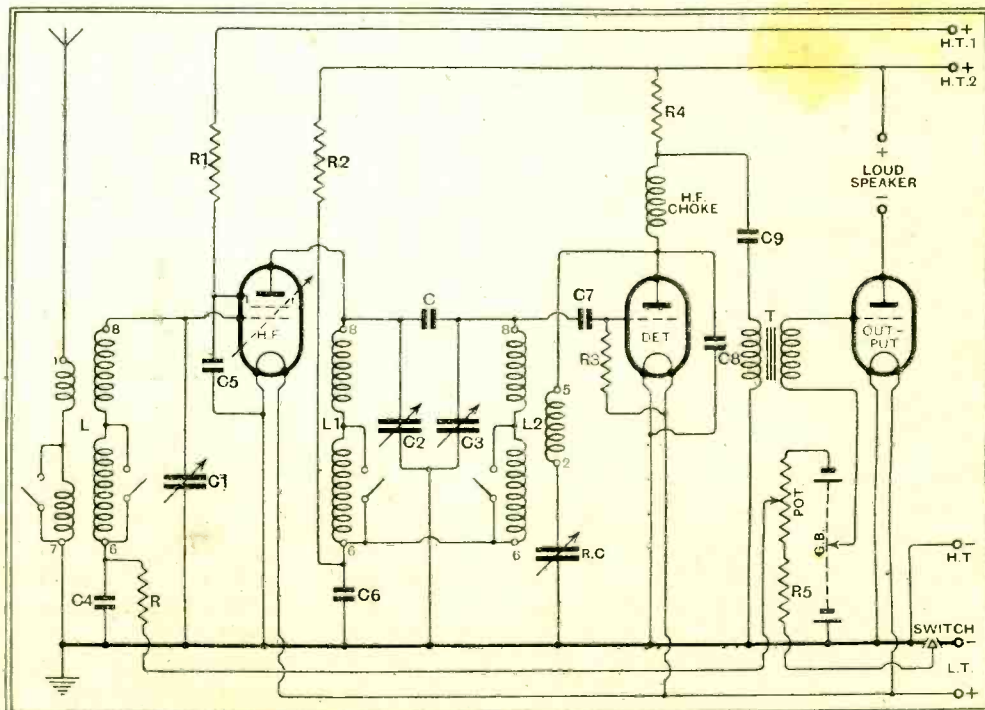 +
H.T.1
+
H.T.2
R1
R2
R4
+
LOUD
SPEAKER
-
H.F.
CHOKE
C9
C5
H.F.
8
C
8
C7
DET
R3
C8
T
OUT-
PUT
1
8
L
L1
C2
C3
L2
5
2
C1
7
6
6
6
R.C
POT
G.B.
R5
H.T
-
C4
R
C6
SWITCH
-
L.T.
+